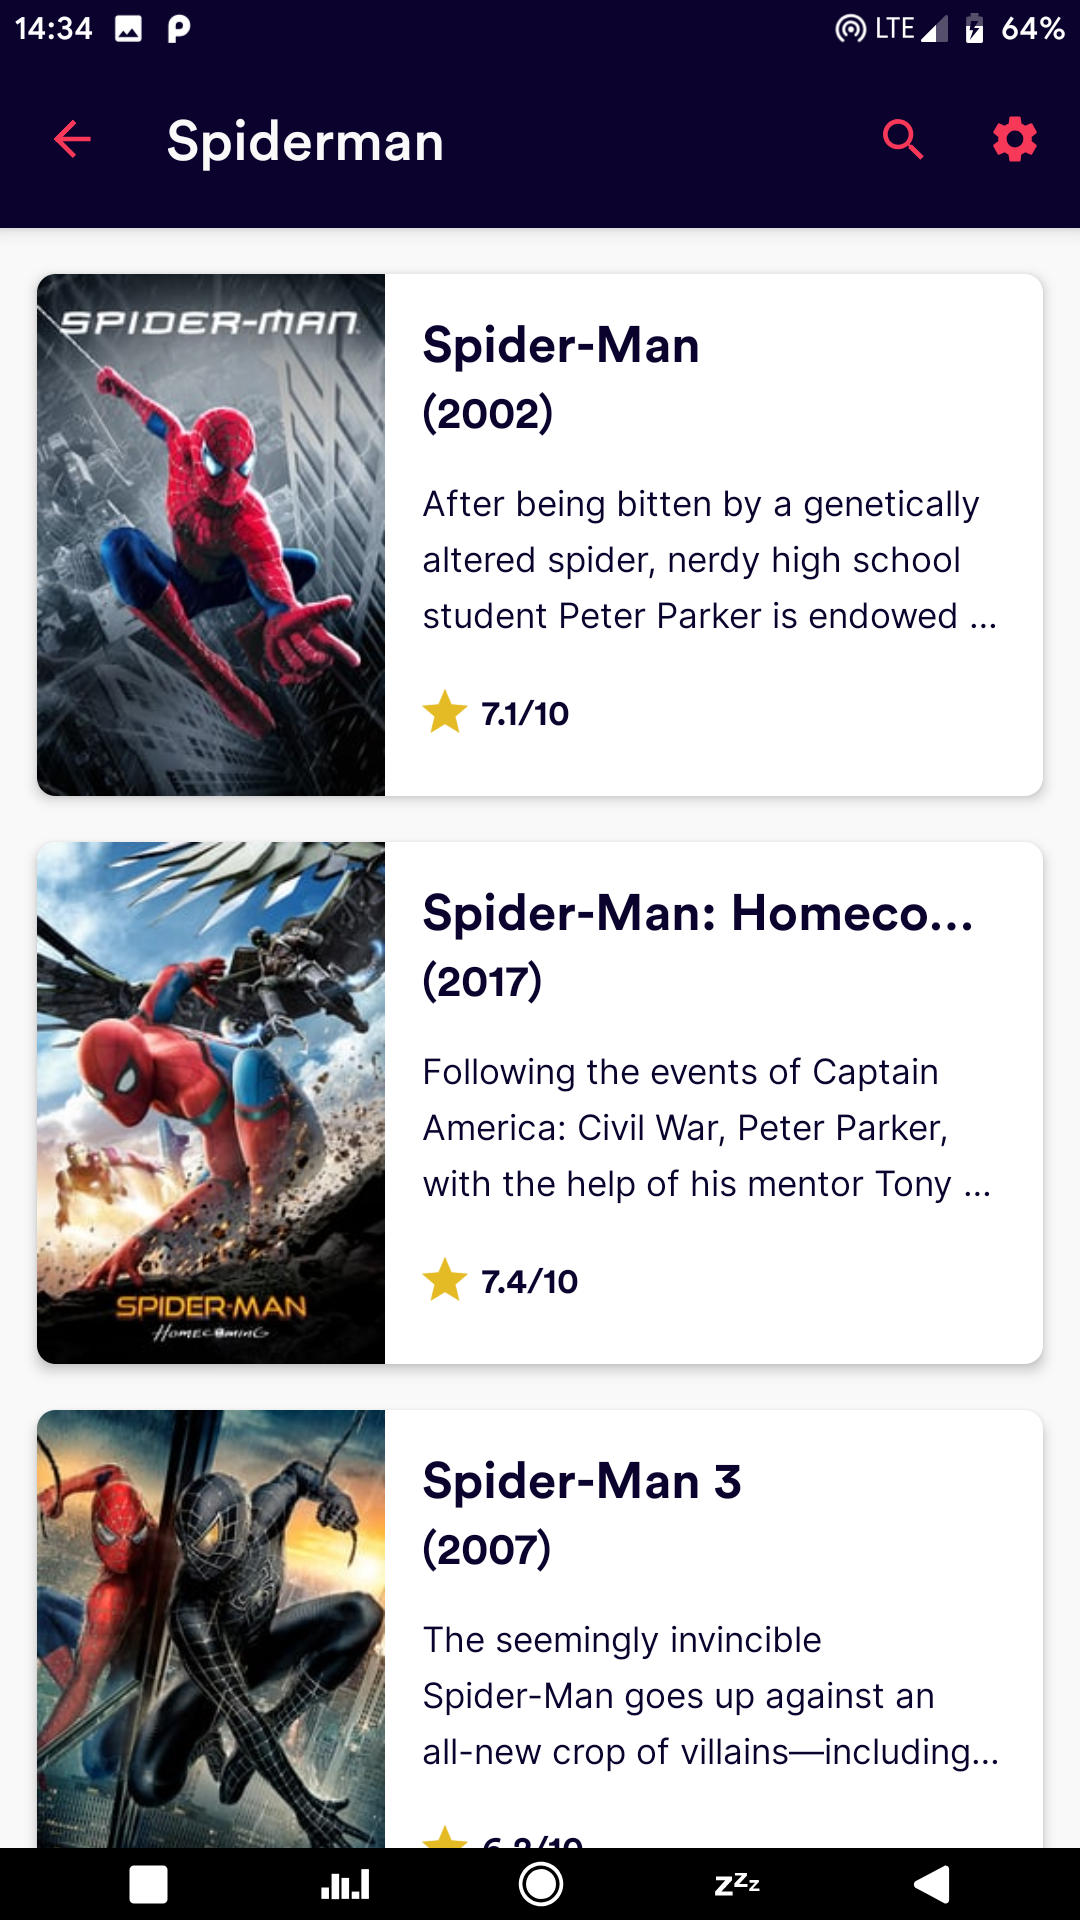 14:34 LTE 64%
Spiderman
SPIDER-MAN
Spider-Man
(2002)
After being bitten by a genetically
altered spider, nerdy high school
student Peter Parker is endowed ...
7.1/10
Spider-Man: Homeco...
(2017)
Following the events of Captain
America: Civil War, Peter Parker,
with the help of his mentor Tony ...
7.4/10
SPIDER-MAN
HOMECOMING
Spider-Man 3
(2007)
The seemingly invincible
Spider-Man goes up against an
all-new crop of villains—including...
zzz